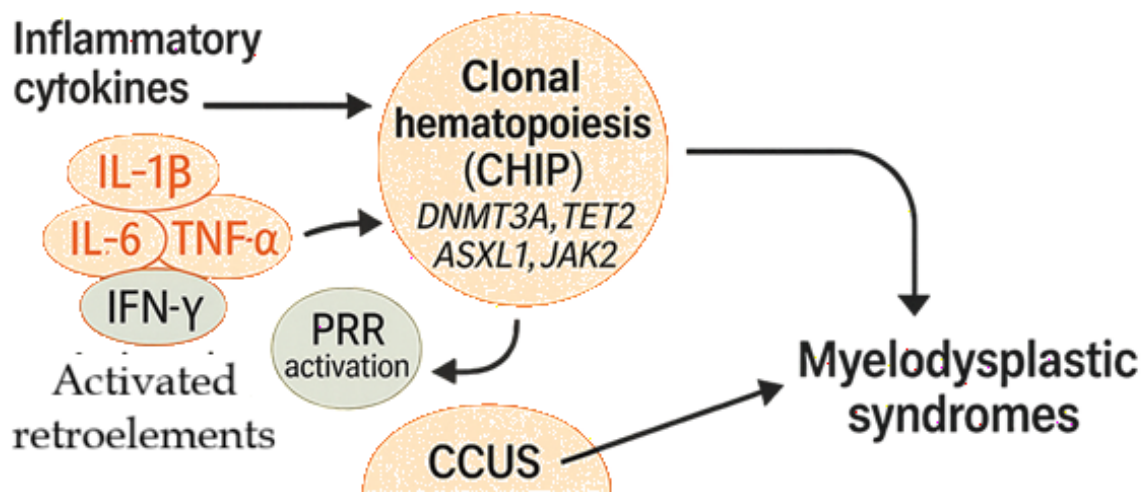 Inflammatory
cytokines
IL-1β
IL-6
TNF-α
IFN-γ
Activated
retroelements
Clonal
hematopoiesis
(CHIP)
DNMT3A, TET2
ASXL1, JAK2
PRR
activation
CCUS
Myelodysplastic
syndromes